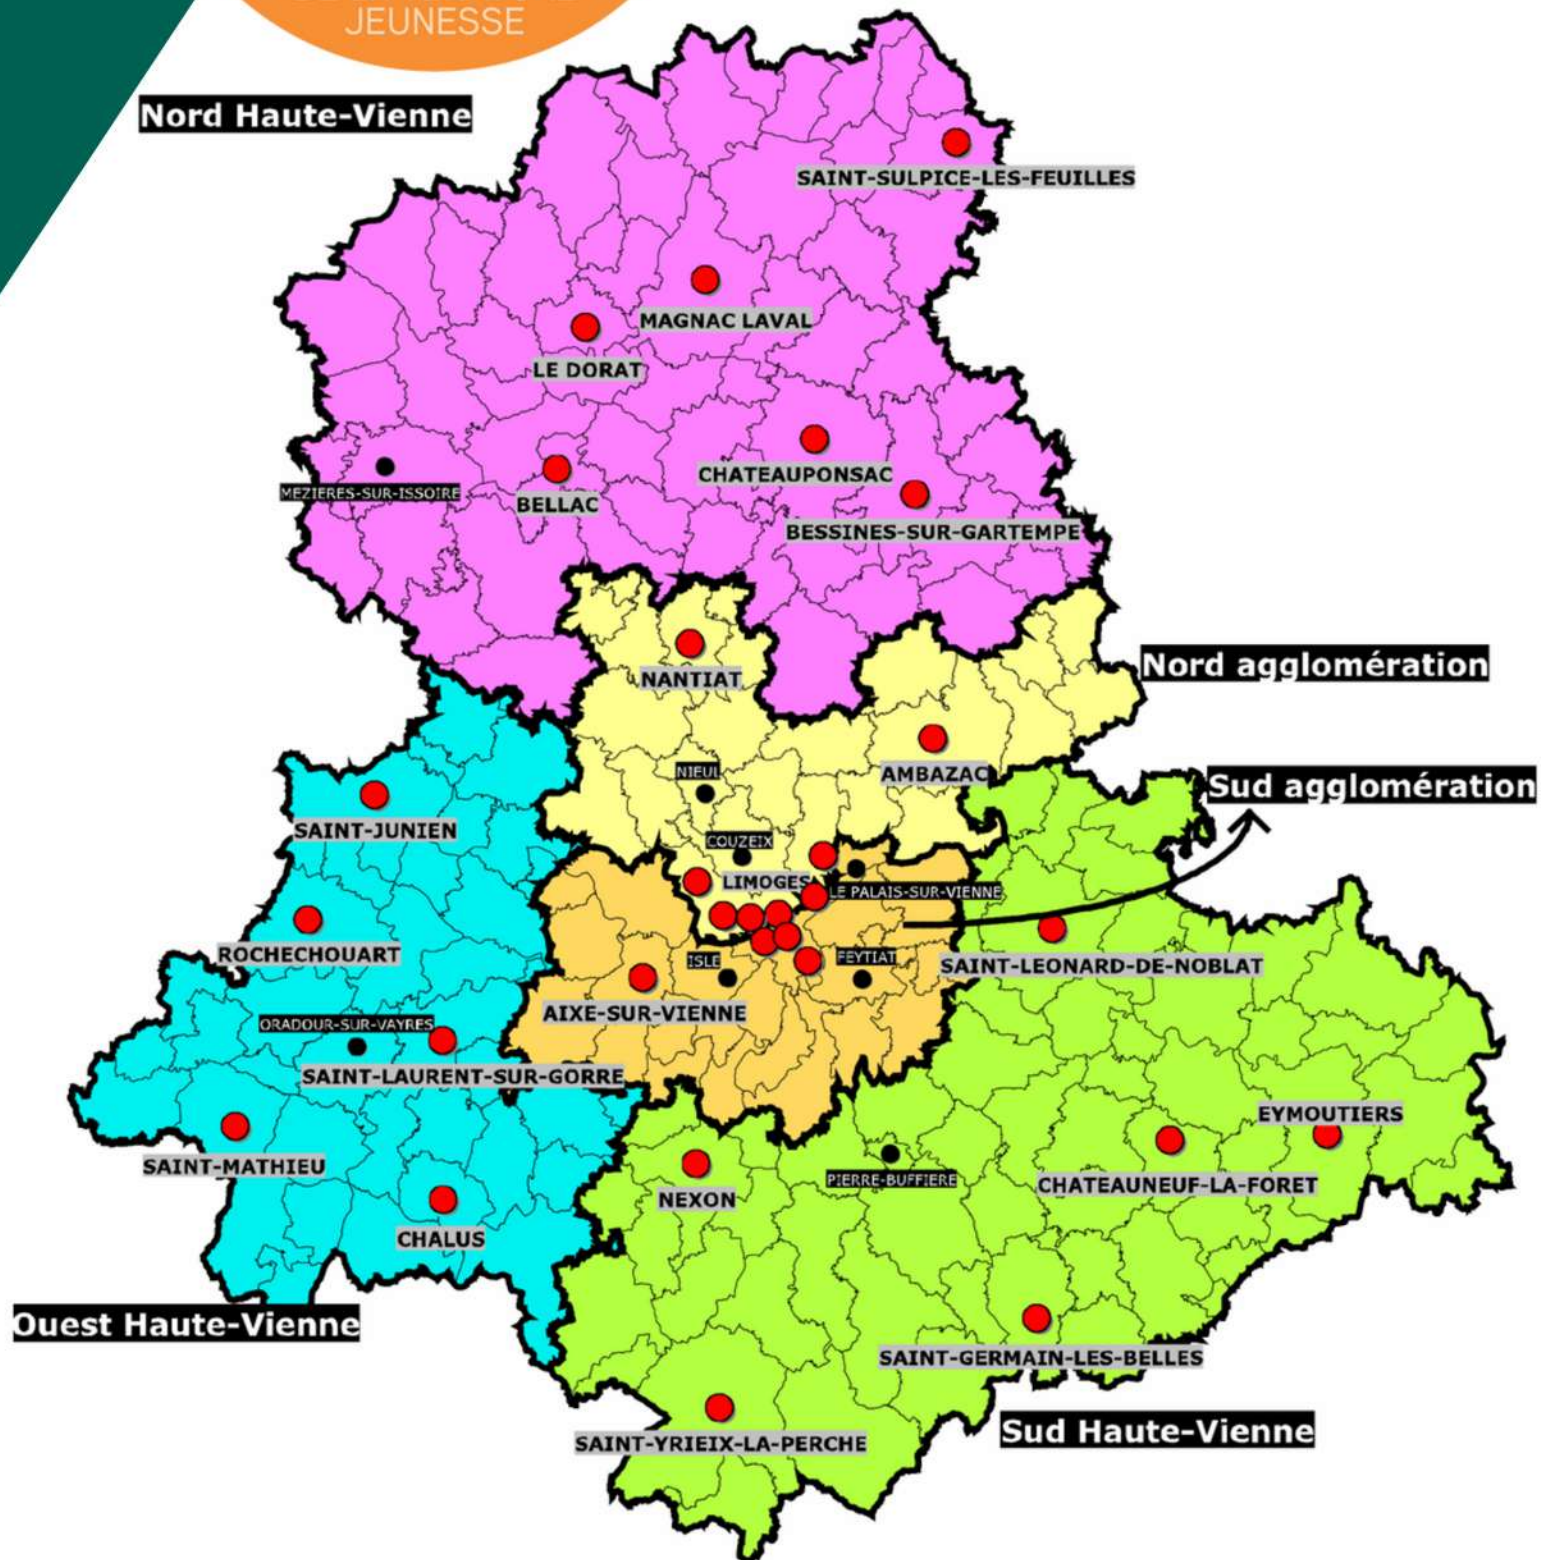 JEUNESSE
Nord Haute-Vienne
SAINT-SULPICE-LES-FEUILLES
MAGNAC LAVAL
LE DORAT
CHATEAUPONSAC
MEZIERES-SUR-ISSOIRE
BELLAC
BESSINES-SUR-GARTEMPE
Nord agglomération
NANTIAT
NIEUL
AMBAZAC
Sud agglomération
SAINT-JUNIEN
COUZEIX
LIMOGES
LE PALAIS-SUR-VIENNE
ROCHECHOUART
ISLE
FEYTIAT
SAINT-LEONARD-DE-NOBLAT
AIXE-SUR-VIENNE
ORADOUR-SUR-VAYRES
SAINT-LAURENT-SUR-GORRE
EYMOUTIERS
SAINT-MATHIEU
PIERRE-BUFFIERE
CHATEAUNEUF-LA-FORET
NEXON
CHALUS
Ouest Haute-Vienne
SAINT-GERMAIN-LES-BELLES
Sud Haute-Vienne
SAINT-YRIEIX-LA-PERCHE